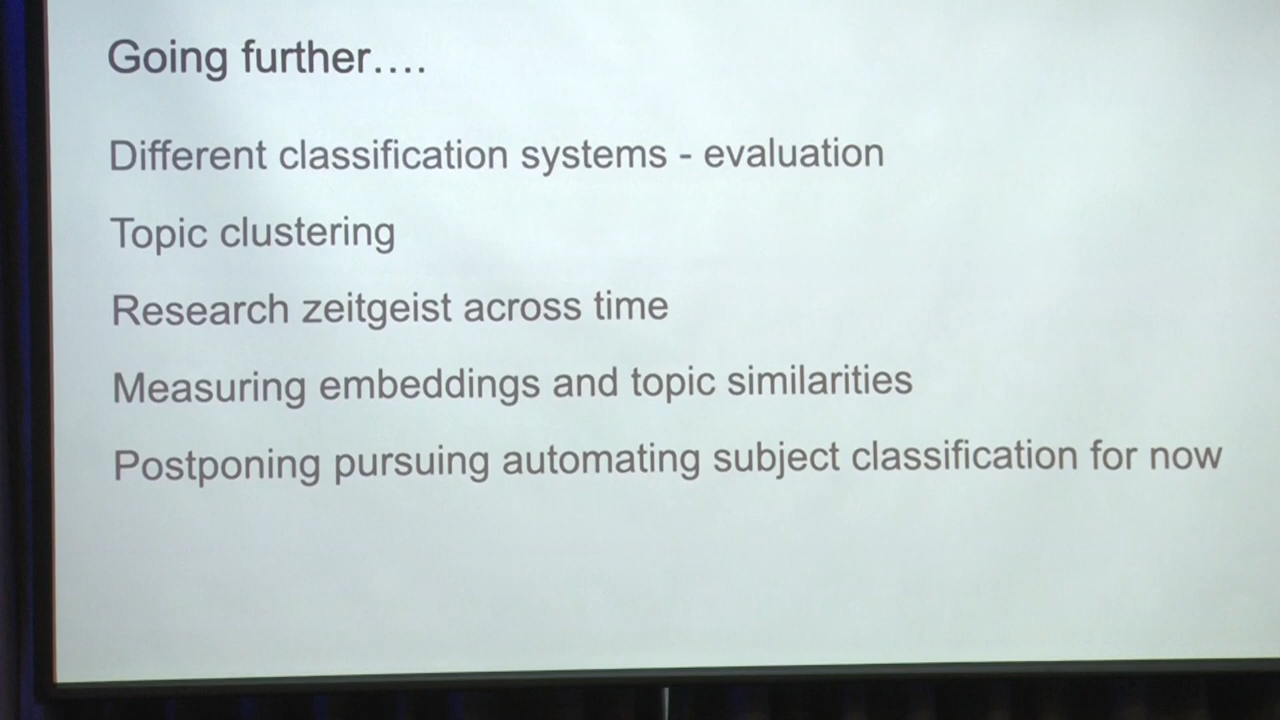 Going further....
Different classification systems - evaluation
Topic clustering
Research zeitgeist across time
Measuring embeddings and topic similarities
Postponing pursuing automating subject classification for now